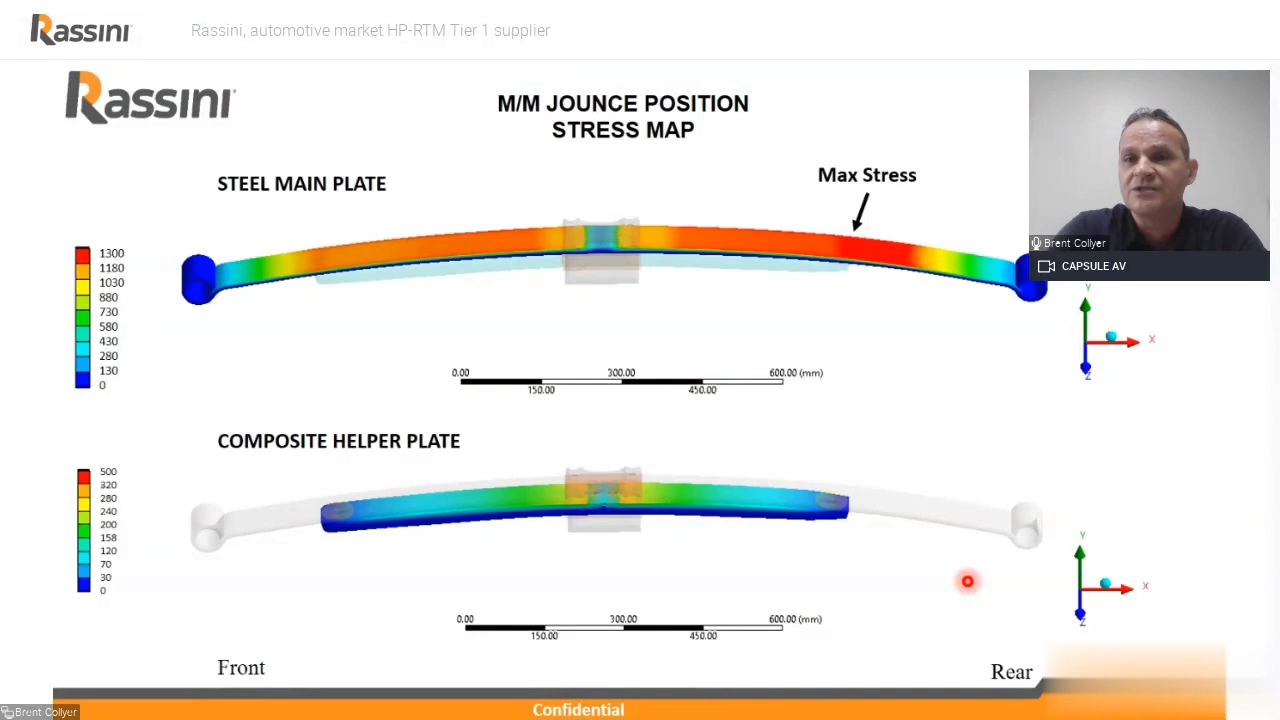 Rassini
Rassini, automotive market HP-RTM Tier 1 supplier
Rassini
M/M JOUNCE POSITION
STRESS MAP
STEEL MAIN PLATE
Max Stress
1300
1180
1030
880
730
580
430
280
130
0
0.00
300.00
600.00 (mm)
150.00
450.00
Y
X
Z
Brent Collyer
CAPSULE AV
COMPOSITE HELPER PLATE
500
320
280
240
200
158
120
70
30
0
0.00
300.00
600.00 (mm)
150.00
450.00
Y
X
Z
Front
Rear
Brent Collyer
Confidential